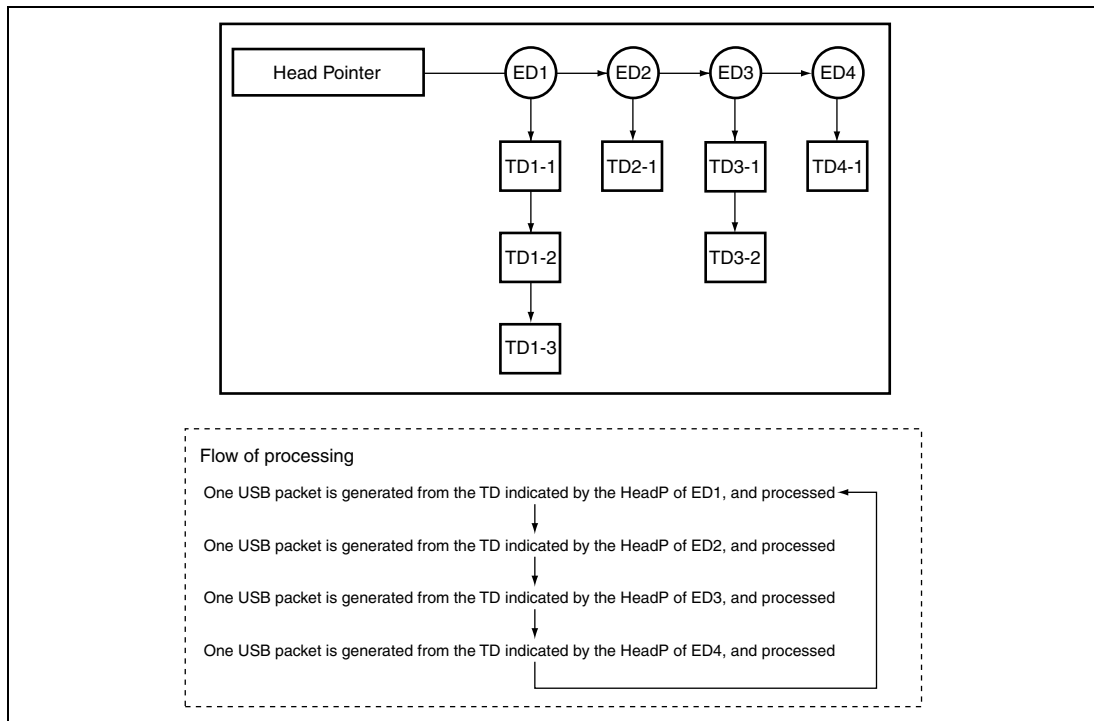 Head Pointer
ED1
ED2
ED3
ED4
TD1-1
TD2-1
TD3-1
TD4-1
TD1-2
TD3-2
TD1-3
Flow of processing
One USB packet is generated from the TD indicated by the HeadP of ED1, and processed
One USB packet is generated from the TD indicated by the HeadP of ED2, and processed
One USB packet is generated from the TD indicated by the HeadP of ED3, and processed
One USB packet is generated from the TD indicated by the HeadP of ED4, and processed